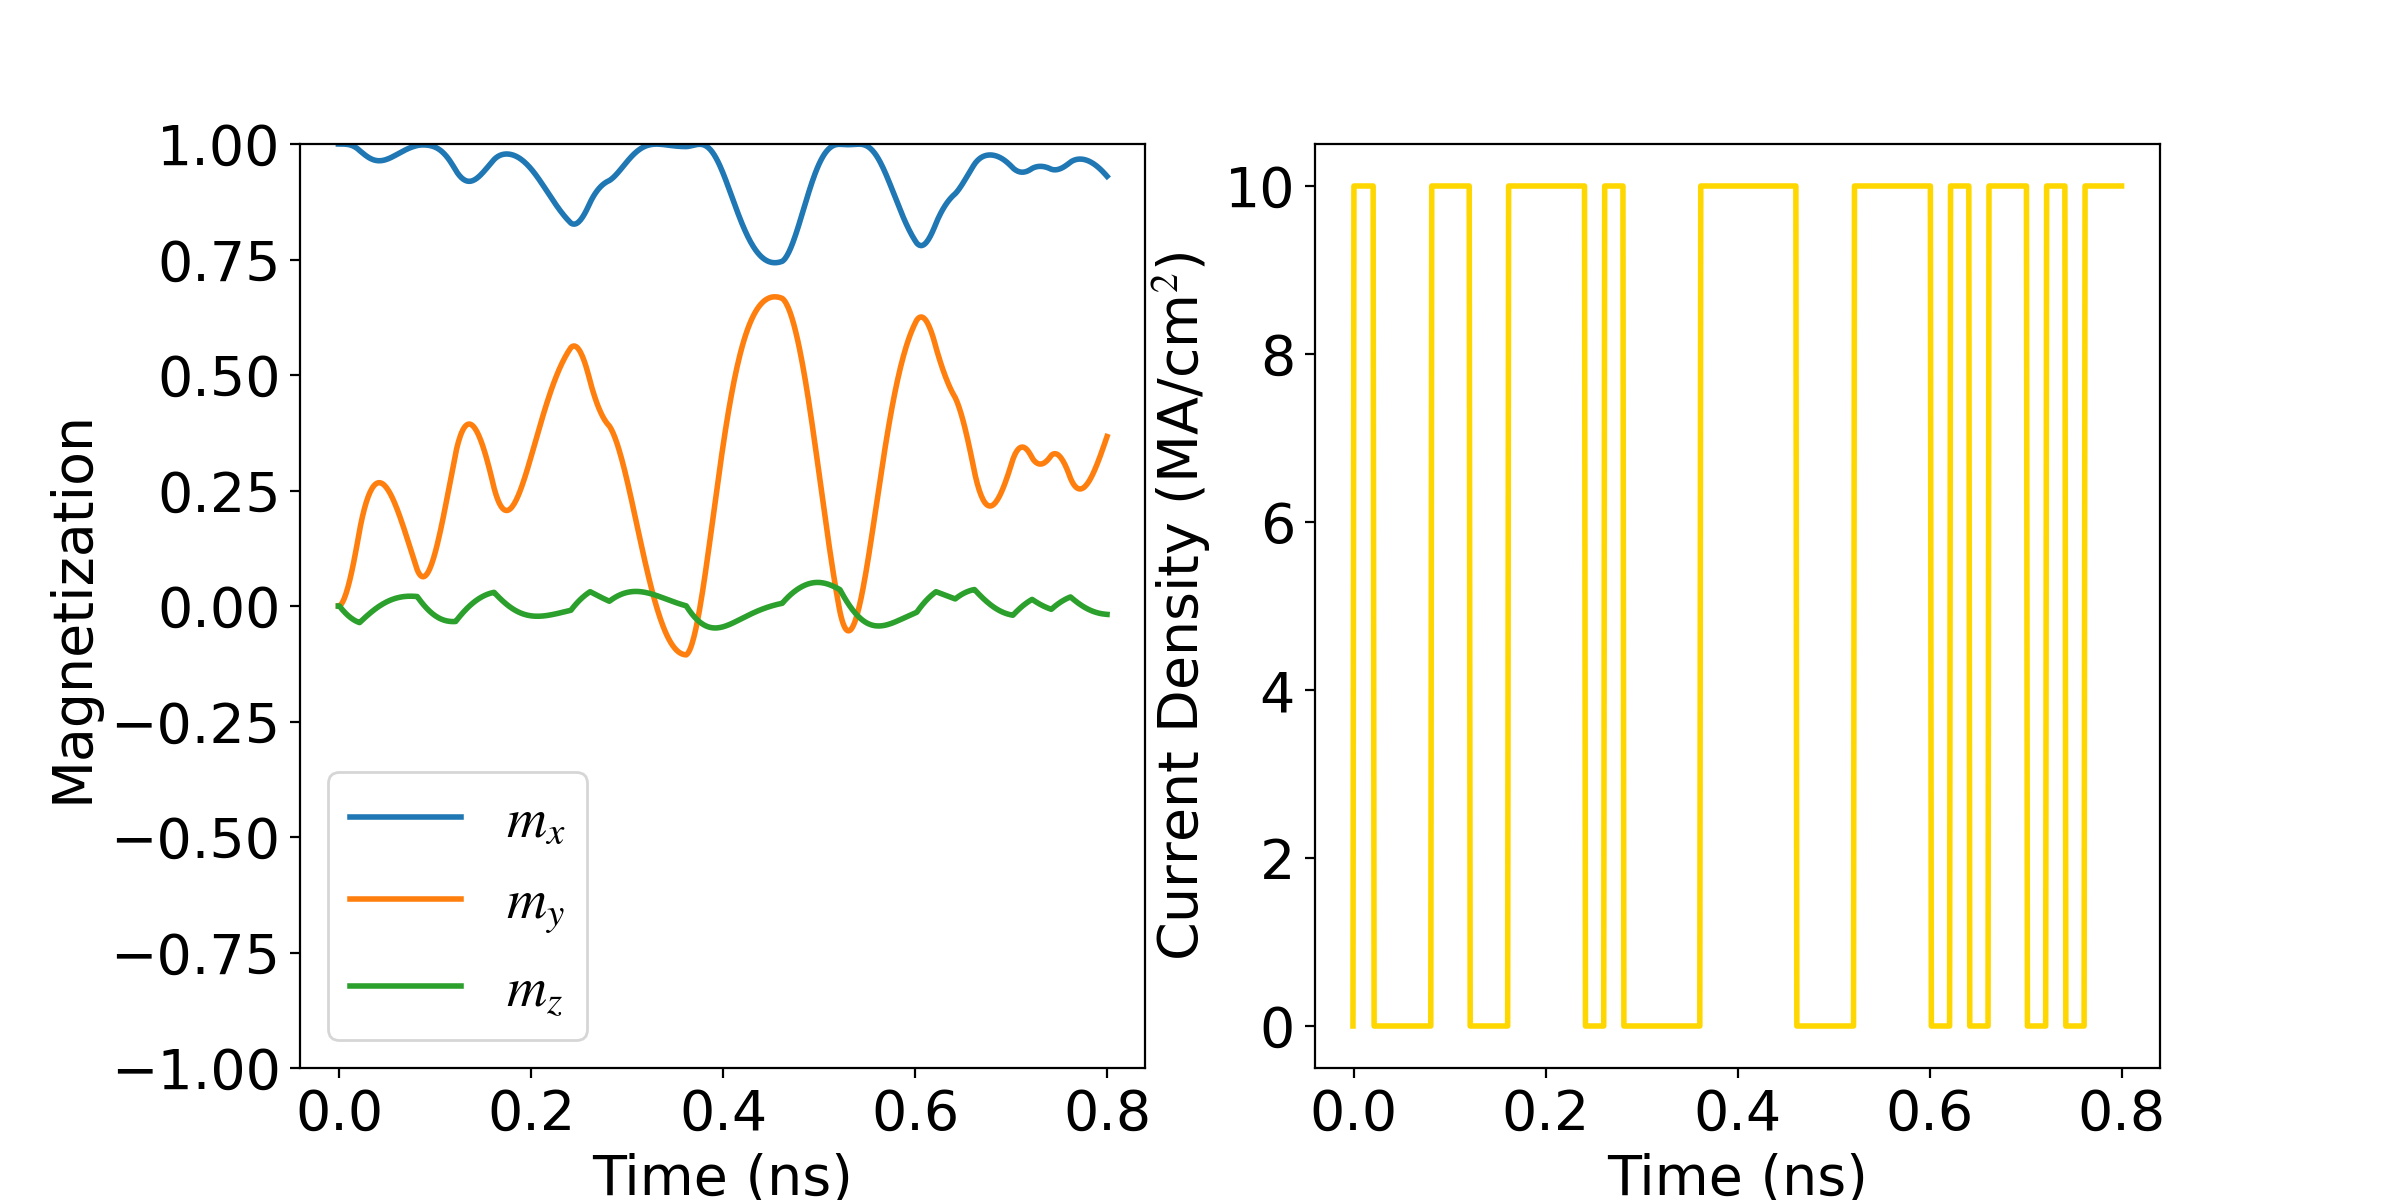 Magnetization
1.00
0.75
0.50
0.25
0.00
−0.25
−0.50
−0.75
−1.00
m_x
m_y
m_z
0.0 0.2 0.4 0.6 0.8
Time (ns)
Current Density (MA/cm²)
10
8
6
4
2
0
0.0 0.2 0.4 0.6 0.8
Time (ns)